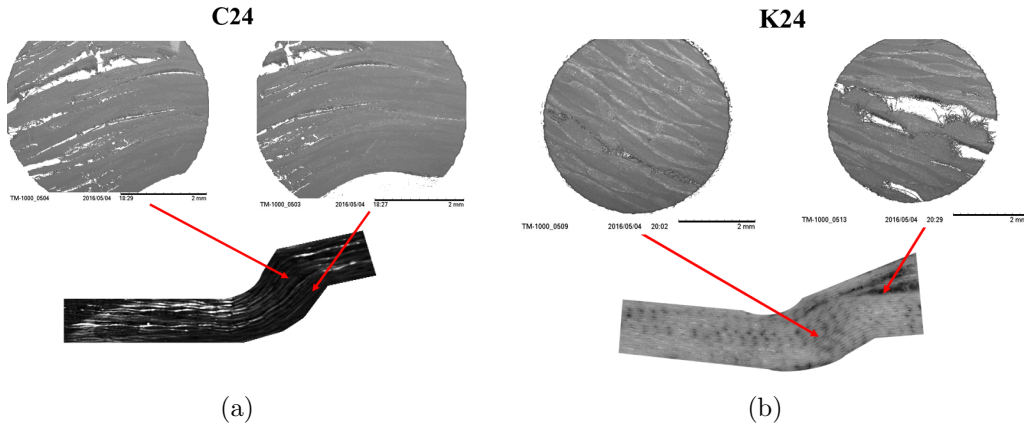 C24
K24
TM-1000_0504 2016/05/04 18:29 2 mm
TM-1000_0503 2016/05/04 18:27 2 mm
TM-1000_0509 2016/05/04 20:02 2 mm
TM-1000_0513 2016/05/04 20:29 2 mm
(a)
(b)